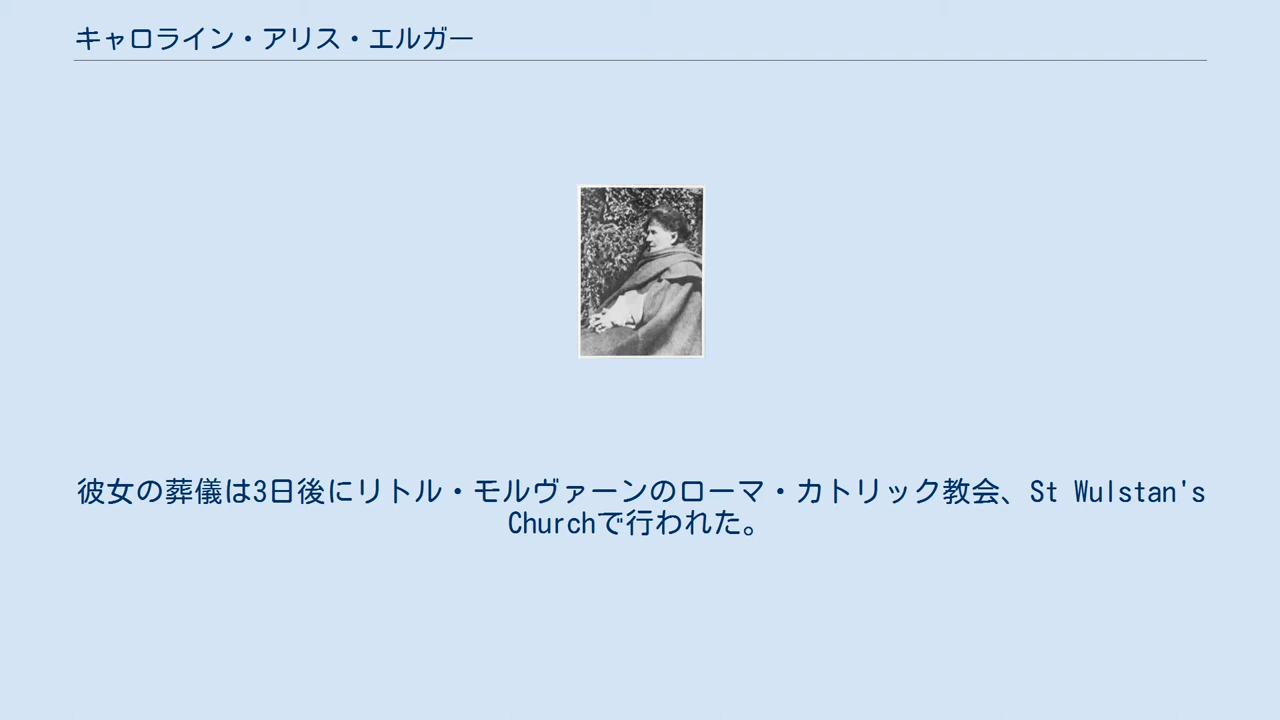 キャロライン・アリス・エルガー
彼女の葬儀は3日後にリトル・モルヴァーンのローマ・カトリック教会、St Wulstan's
Churchで行われた。